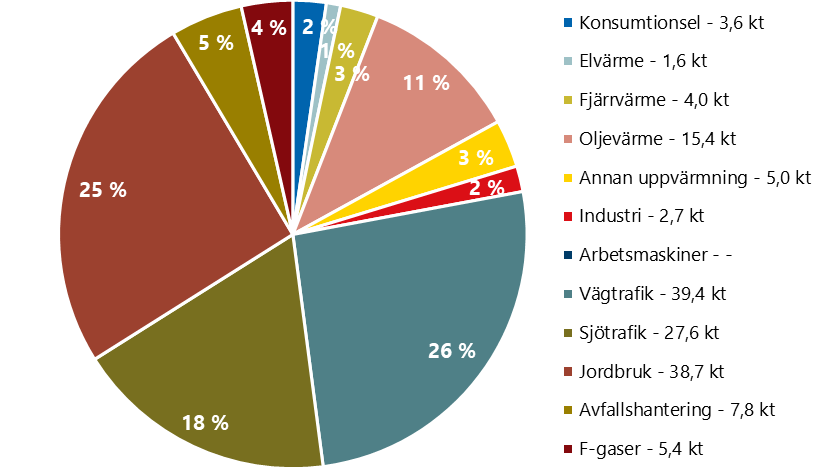 2 %
1 %
3 %
11 %
3 %
2 %
26 %
18 %
25 %
5 %
4 %
Konsumtionsel - 3,6 kt
Elvärme - 1,6 kt
Fjärrvärme - 4,0 kt
Oljevärme - 15,4 kt
Annan uppvärmning - 5,0 kt
Industri - 2,7 kt
Arbetsmaskiner - -
Vägtrafik - 39,4 kt
Sjötrafik - 27,6 kt
Jordbruk - 38,7 kt
Avfallshantering - 7,8 kt
F-gaser - 5,4 kt